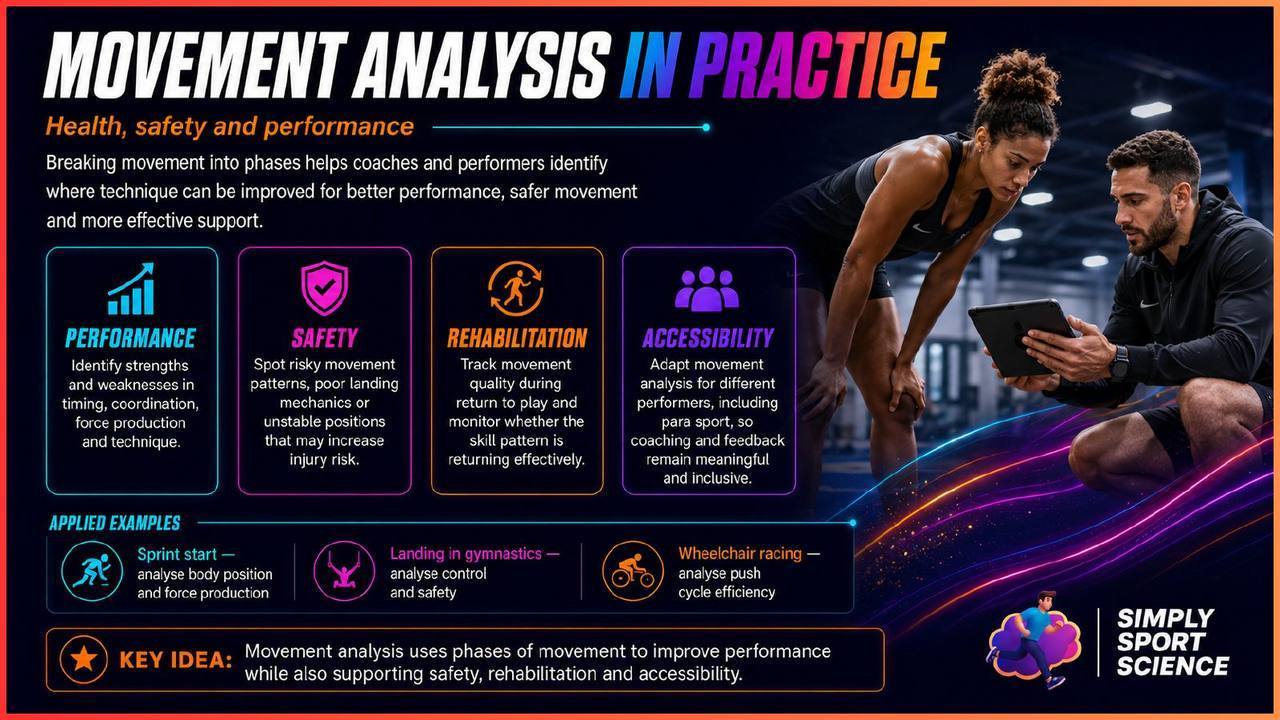 MOVEMENT ANALYSIS IN PRACTICE
Health, safety and performance
Breaking movement into phases helps coaches and performers identify
where technique can be improved for better performance, safer movement
and more effective support.
PERFORMANCE
Identify strengths
and weaknesses in
timing, coordination,
force production
and technique.
SAFETY
Spot risky movement
patterns, poor landing
mechanics or
unstable positions
that may increase
injury risk.
REHABILITATION
Track movement
quality during
return to play and
monitor whether the
skill pattern is
returning effectively.
ACCESSIBILITY
Adapt movement
analysis for different
performers, including
para sport, so
coaching and feedback
remain meaningful
and inclusive.
APPLIED EXAMPLES
Sprint start —
analyse body position
and force production
Landing in gymnastics —
analyse control
and safety
Wheelchair racing —
analyse push
cycle efficiency
KEY IDEA:
Movement analysis uses phases of movement to improve performance
while also supporting safety, rehabilitation and accessibility.
SIMPLY
SPORT
SCIENCE